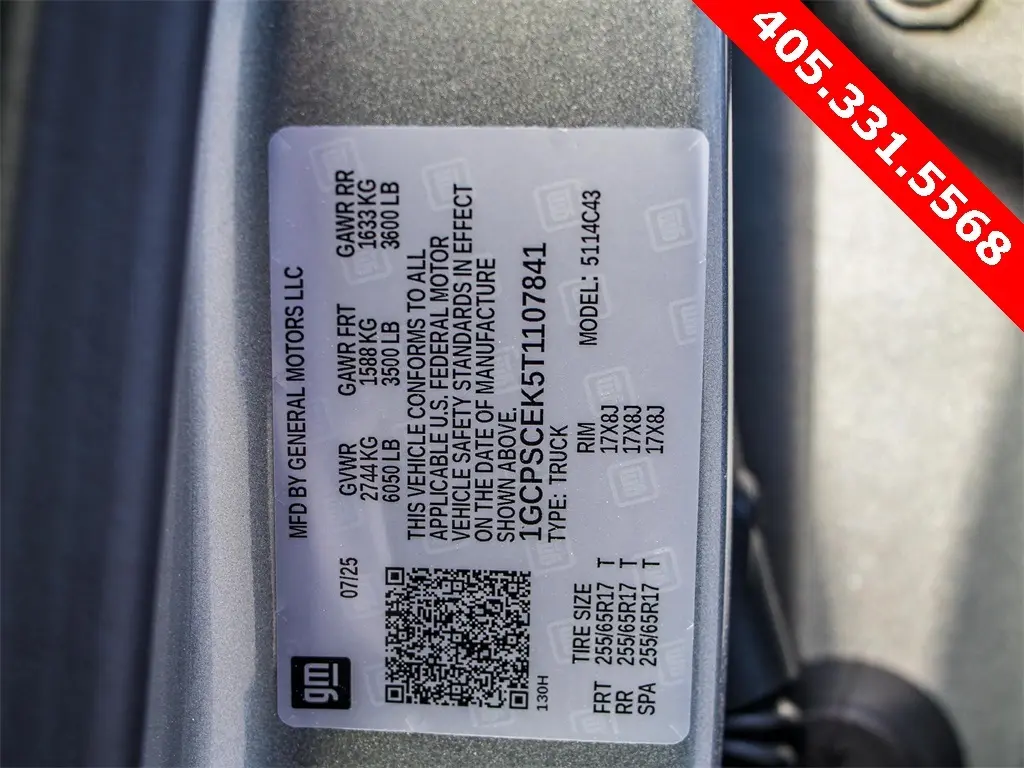 405.331.5568
MFD BY GENERAL MOTORS LLC
07/25
GVWR GAWR FRT GAWR RR
2744 KG 1588 KG 1633 KG
6050 LB 3500 LB 3600 LB
THIS VEHICLE CONFORMS TO ALL
APPLICABLE U.S. FEDERAL MOTOR
VEHICLE SAFETY STANDARDS IN EFFECT
ON THE DATE OF MANUFACTURE
SHOWN ABOVE.
1GCPSCEK5T1107841
TYPE: TRUCK MODEL: 5114C43
gm
130H
TIRE SIZE RIM
FRT 255/65R17 T 17X8J
RR 255/65R17 T 17X8J
SPA 255/65R17 T 17X8J